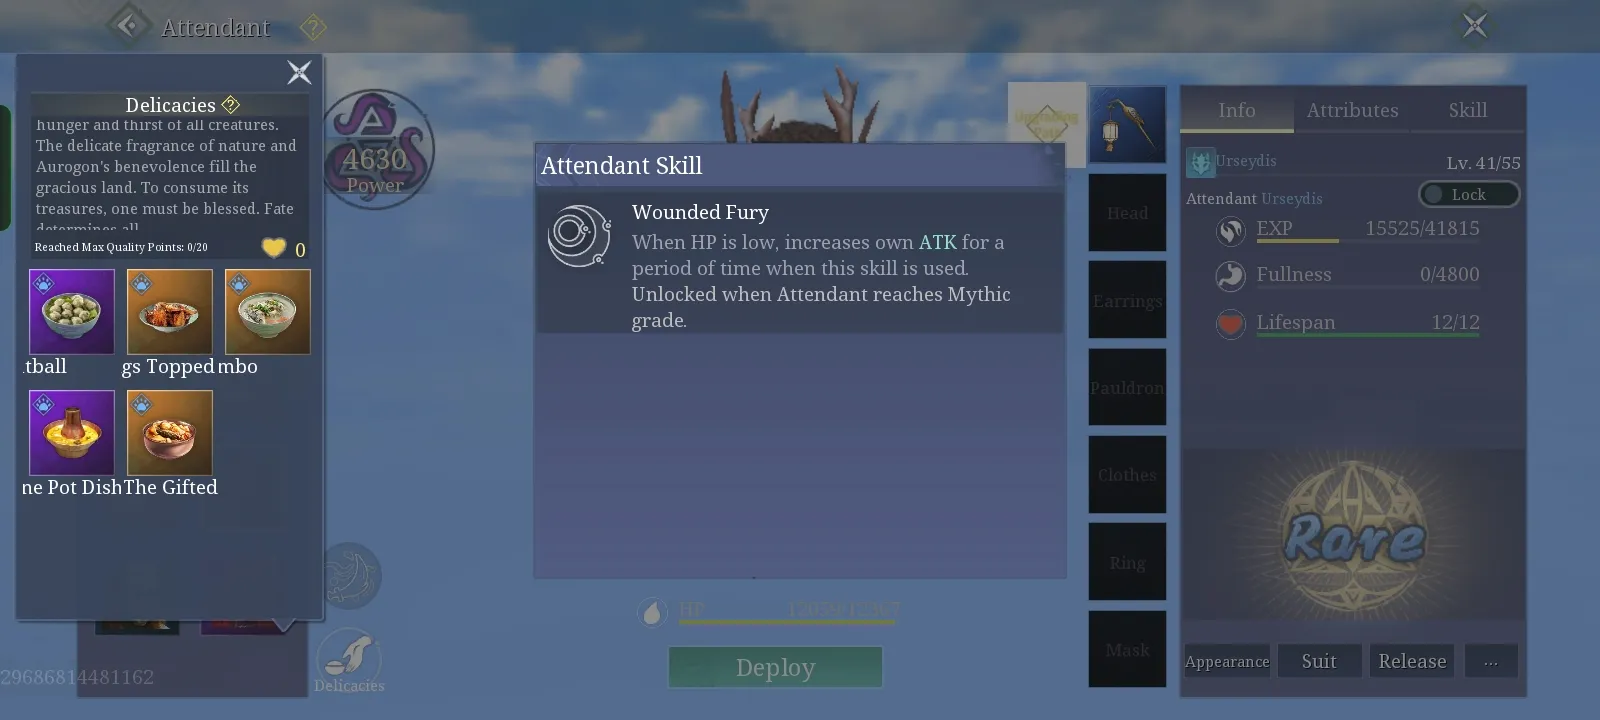 Attendant
Delicacies
hunger and thirst of all creatures.
The delicate fragrance of nature and
Aurogon's benevolence fill the
gracious land. To consume its
treasures, one must be blessed. Fate
determines all
Reached Max Quality Points: 0/20
0
tball
gs Topped
mbo
ne Pot Dish
The Gifted
4630
Power
Attendant Skill
Wounded Fury
When HP is low, increases own ATK for a
period of time when this skill is used.
Unlocked when Attendant reaches Mythic
grade.
HP
Deploy
Delicacies
29686814481162
Head
Earrings
Pauldron
Clothes
Ring
Mask
Info
Attributes
Skill
Urseydis
Lv. 41/55
Attendant Urseydis
Lock
EXP 15525/41815
Fullness 0/4800
Lifespan 12/12
Rare
Appearance
Suit
Release
...